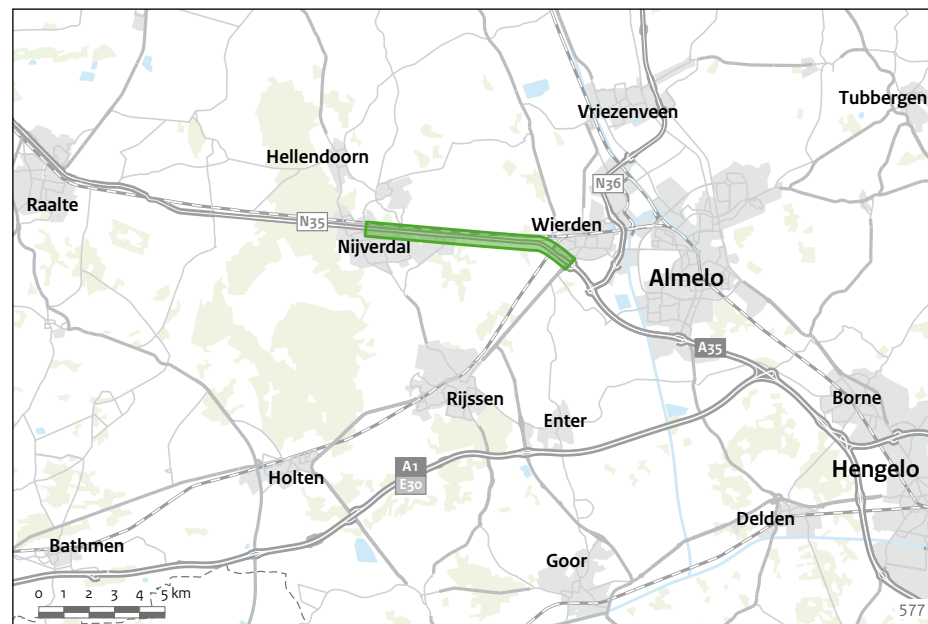 Vriezenveen
Tubbergen
Hellendoorn
N36
Raalte
N35
Wierden
Nijverdal
Almelo
A35
Rijssen
Borne
Enter
Hengelo
A1
E30
Holten
Delden
Bathmen
Goor
0 1 2 3 4 5 km
577